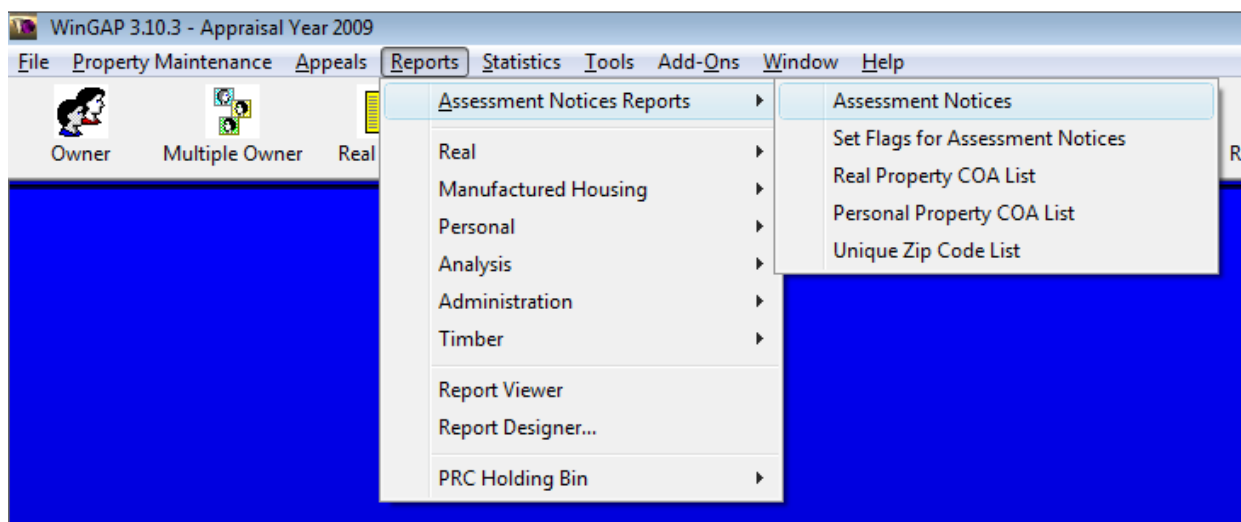 WinGAP 3.10.3 - Appraisal Year 2009
File Property Maintenance Appeals Reports Statistics Tools Add-Ons Window Help
Owner Multiple Owner Real R
Assessment Notices Reports
Real
Manufactured Housing
Personal
Analysis
Administration
Timber
Report Viewer
Report Designer...
PRC Holding Bin
Assessment Notices
Set Flags for Assessment Notices
Real Property COA List
Personal Property COA List
Unique Zip Code List